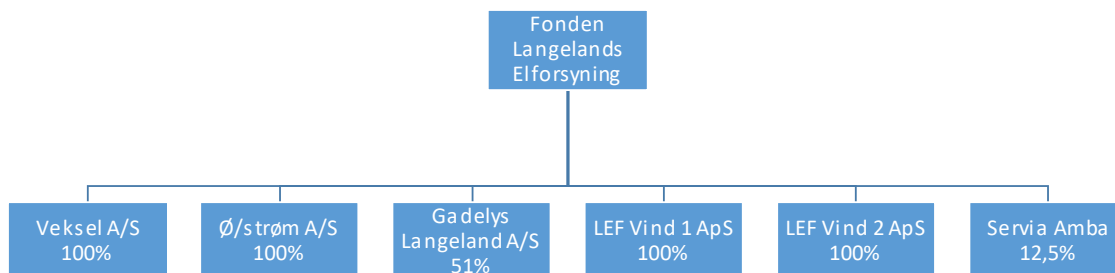 Fonden
Langelands
Elforsyning
Veksel A/S
100%
Ø/strøm A/S
100%
Gadelys
Langeland A/S
51%
LEF Vind 1 ApS
100%
LEF Vind 2 ApS
100%
Servia Amba
12,5%